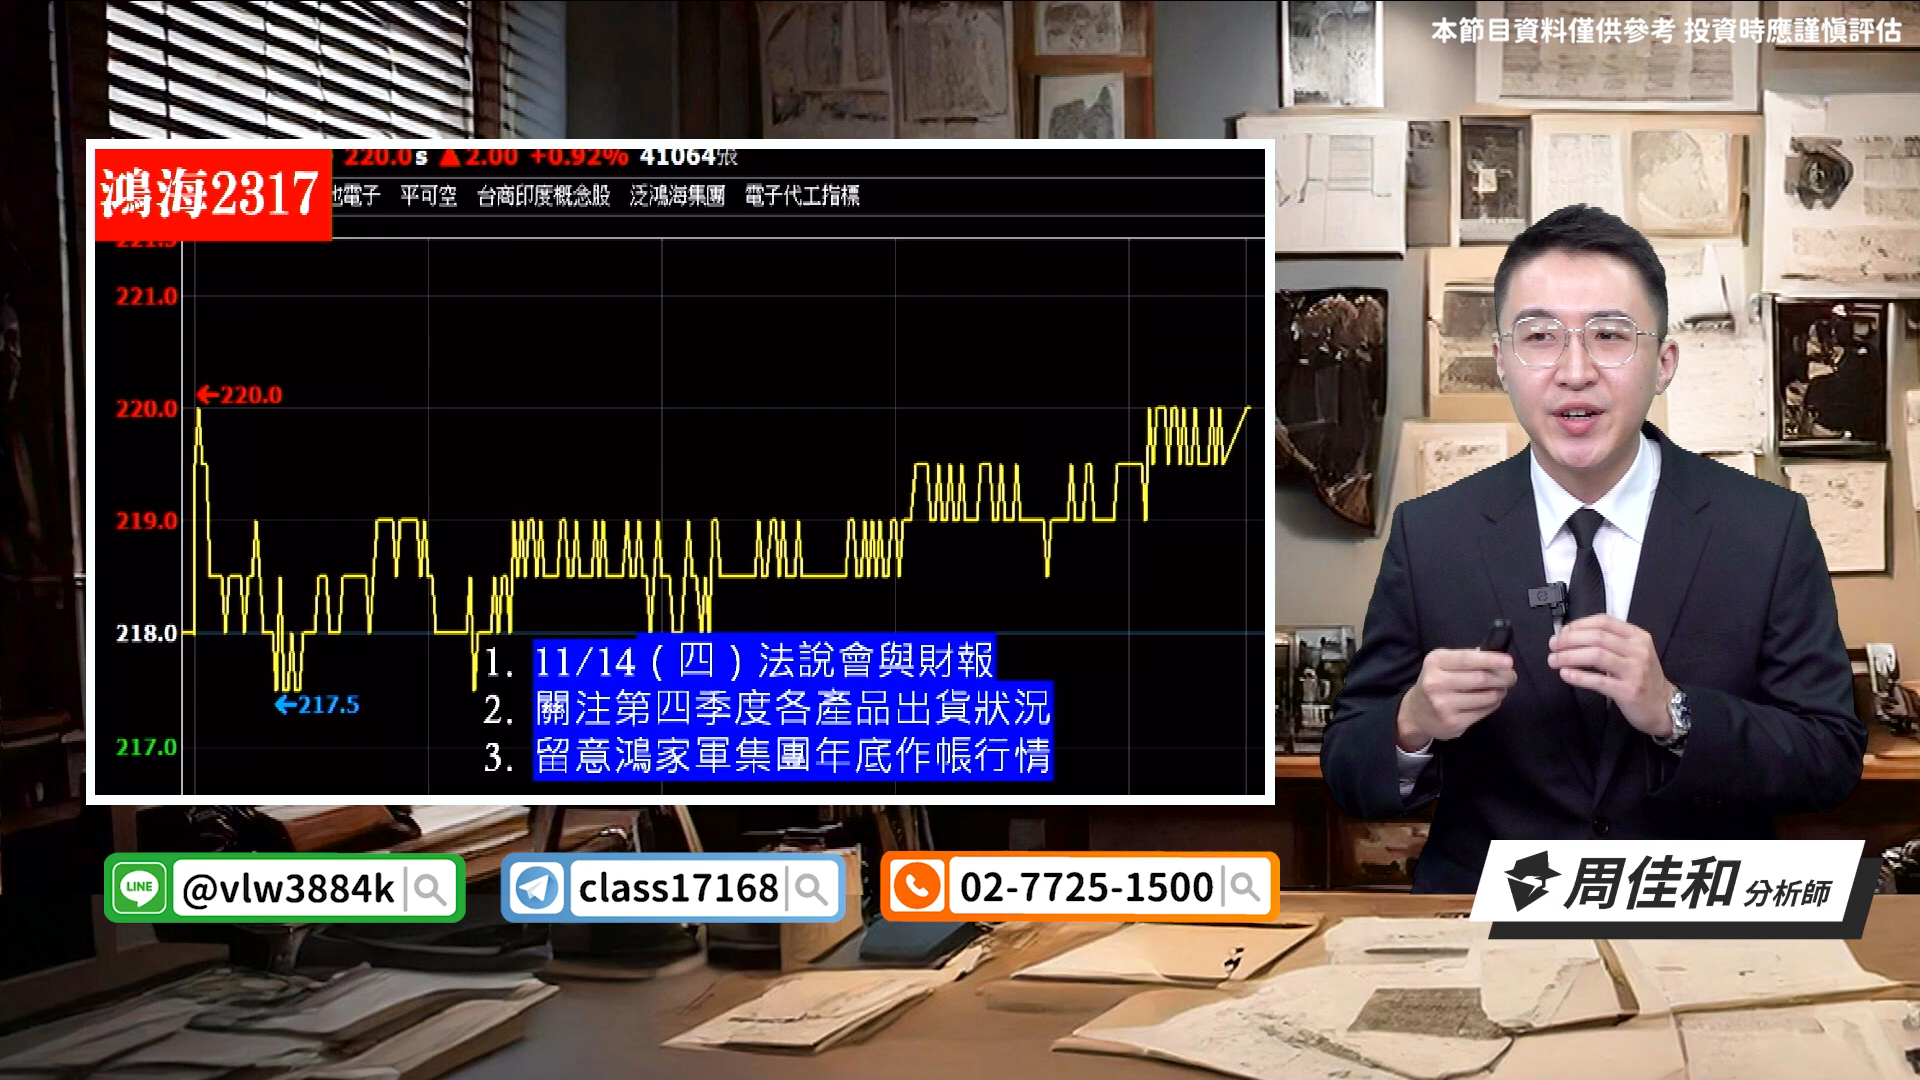 本節目資料僅供參考 投資時應謹慎評估
鴻海2317
220.0s ▲2.00 +0.92% 41064張
電子 平可空 台商印度概念股 泛鴻海集團 電子代工指標
221.5
221.0
←220.0
220.0
219.0
218.0
←217.5
217.0
1. 11/14(四)法說會與財報
2. 關注第四季度各產品出貨狀況
3. 留意鴻家軍集團年底作帳行情
LINE @vlw3884k
class17168
02-7725-1500
周佳和 分析師